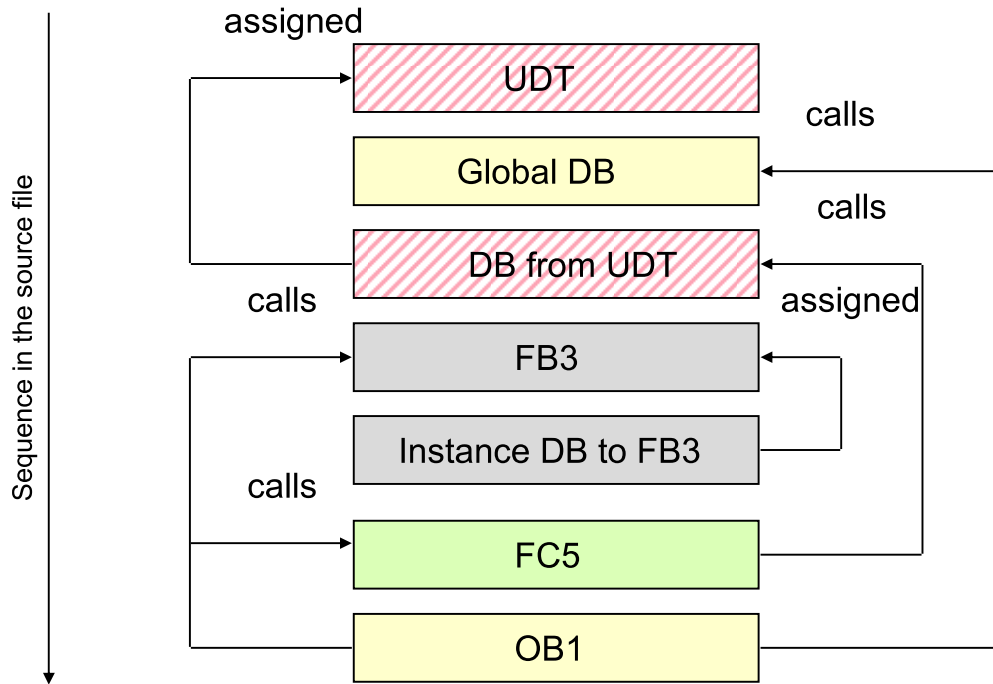 assigned
UDT
calls
Global DB
calls
DB from UDT
calls
assigned
FB3
Instance DB to FB3
calls
FC5
OB1
Sequence in the source file